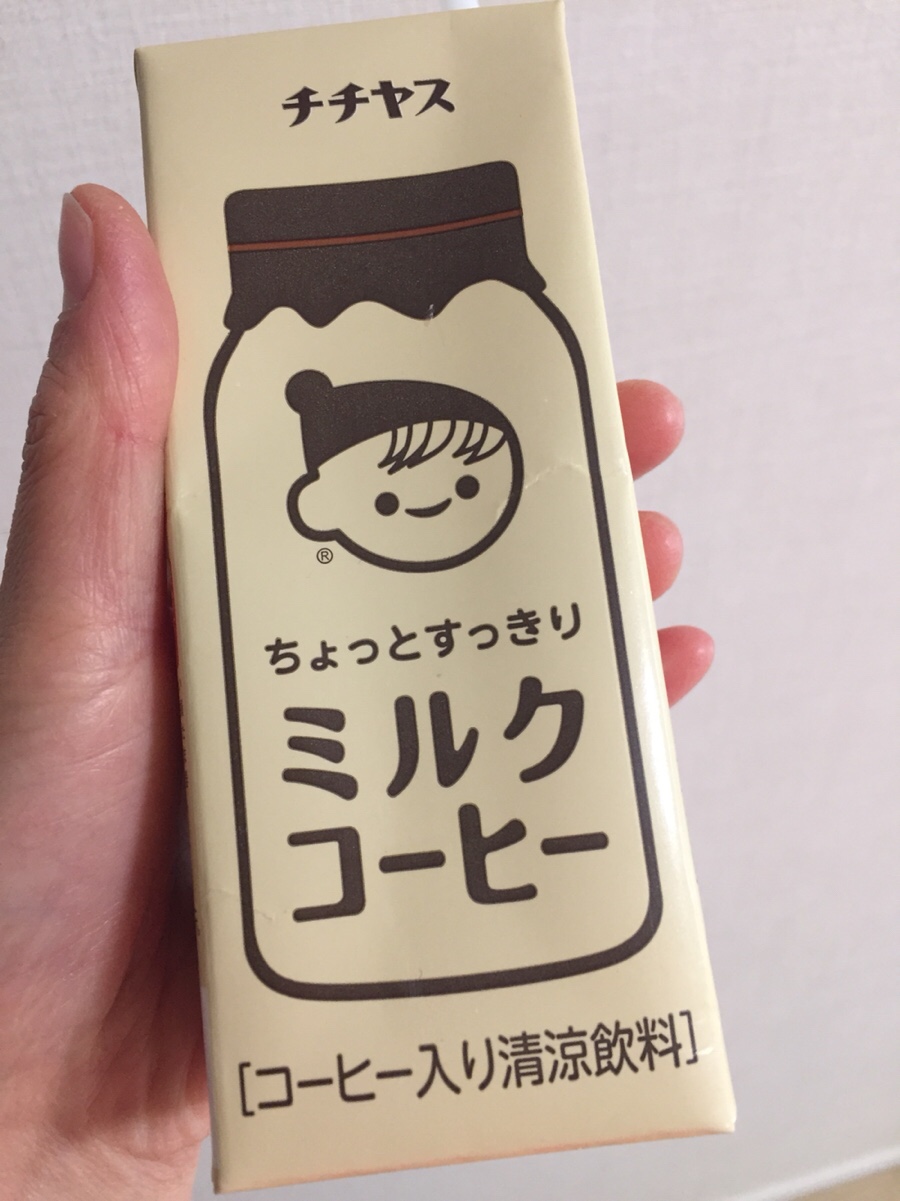 チチヤス
®
ちょっとすっきり
ミルク
コーヒー
[コーヒー入り清涼飲料]